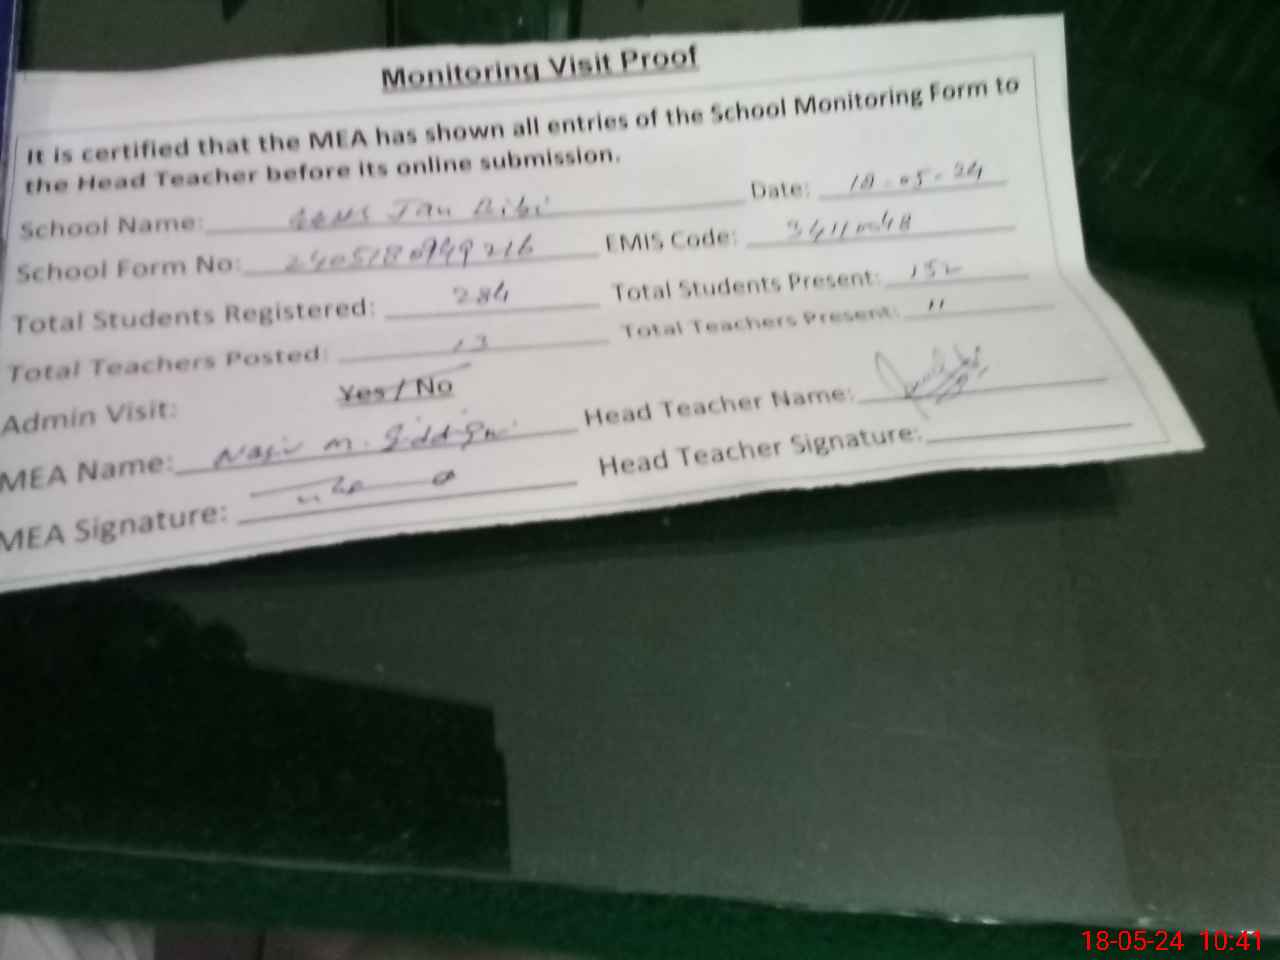 Monitoring Visit Proof
It is certified that the MEA has shown all entries of the School Monitoring Form to
the Head Teacher before its online submission.
School Name: Jan Bibi Date: 18-05-24
School Form No: EMIS Code:
Total Students Registered: 284 Total Students Present: 152
Total Teachers Posted: 13 Total Teachers Present: 11
Admin Visit: Yes / No
MEA Name: M. Head Teacher Name:
MEA Signature: Head Teacher Signature:
18-05-24 10:41